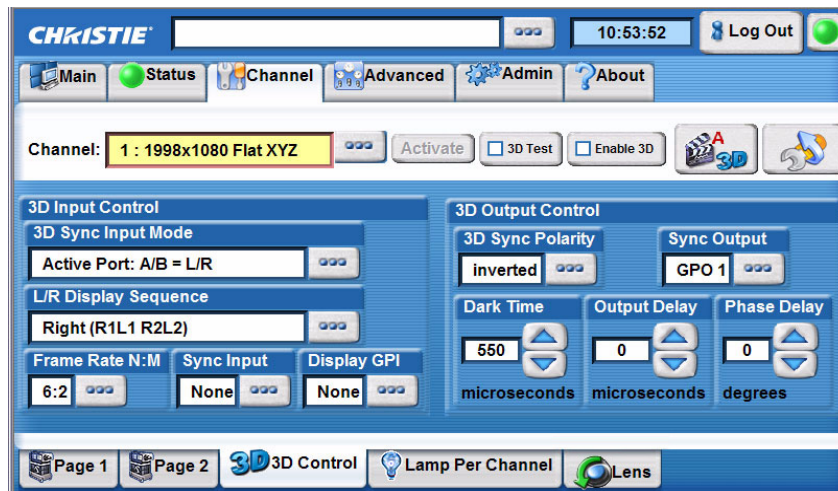 CHRISTIE
10:53:52
Log Out
Main
Status
Channel
Advanced
Admin
About
Channel:
1 : 1998x1080 Flat XYZ
Activate
3D Test
Enable 3D
A
3D
3D Input Control
3D Sync Input Mode
Active Port: A/B = L/R
L/R Display Sequence
Right (R1L1 R2L2)
Frame Rate N:M
Sync Input
Display GPI
6:2
None
None
3D Output Control
3D Sync Polarity
Sync Output
inverted
GPO 1
Dark Time
Output Delay
Phase Delay
550
0
0
microseconds
microseconds
degrees
Page 1
Page 2
3D
3D Control
Lamp Per Channel
Lens